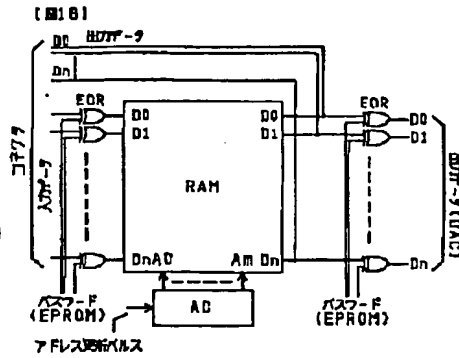 [図16]
D0
出力データ
Dn
EOR
EOR
D0
D0
D0
D1
D1
D1
コネクタ
入力データ
RAM
出力データ(DAC)
Dn
A0
Am
Dn
Dn
パスワード
(EPROM)
AC
パスワード
(EPROM)
アドレス更新パルス